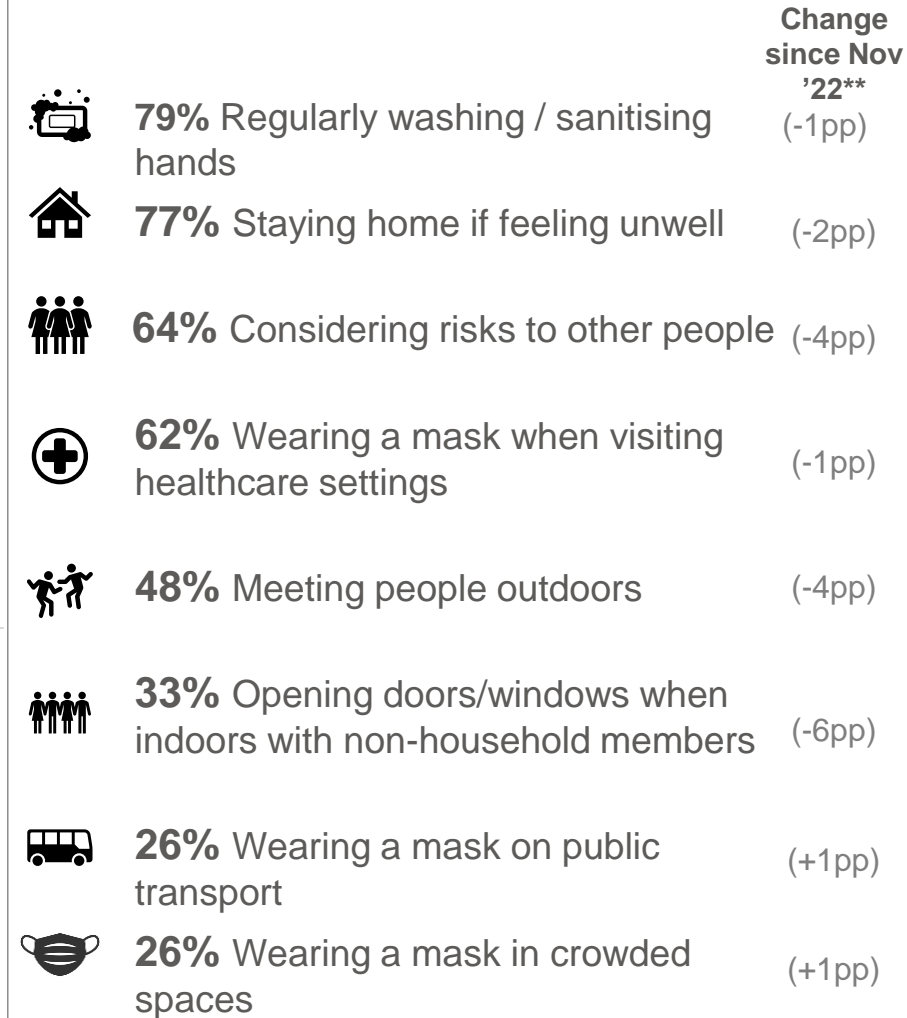 Change
since Nov
’22**
79% Regularly washing / sanitising
hands
(-1pp)
77% Staying home if feeling unwell
(-2pp)
64% Considering risks to other people
(-4pp)
62% Wearing a mask when visiting
healthcare settings
(-1pp)
48% Meeting people outdoors
(-4pp)
33% Opening doors/windows when
indoors with non-household members
(-6pp)
26% Wearing a mask on public
transport
(+1pp)
26% Wearing a mask in crowded
spaces
(+1pp)